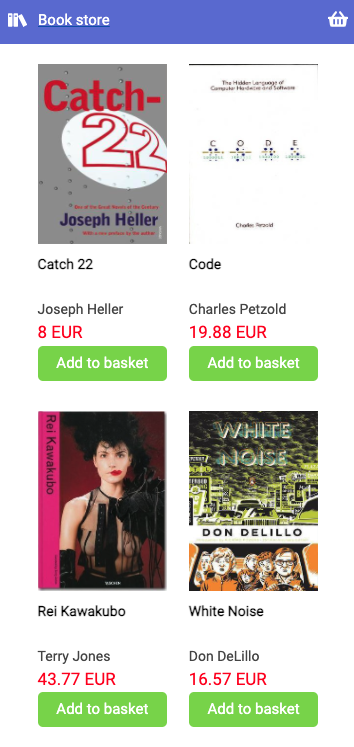 Book store
Catch-
22
One of the Great Novels of the Century
Joseph Heller
With a new preface by the author
The Hidden Language of
Computer Hardware and Software
C O D E
Charles Petzold
Catch 22
Code
Joseph Heller
Charles Petzold
8 EUR
19.88 EUR
Add to basket
Add to basket
Rei Kawakubo
TASCHEN
WHITE
NOISE
DON DELILLO
Rei Kawakubo
White Noise
Terry Jones
Don DeLillo
43.77 EUR
16.57 EUR
Add to basket
Add to basket